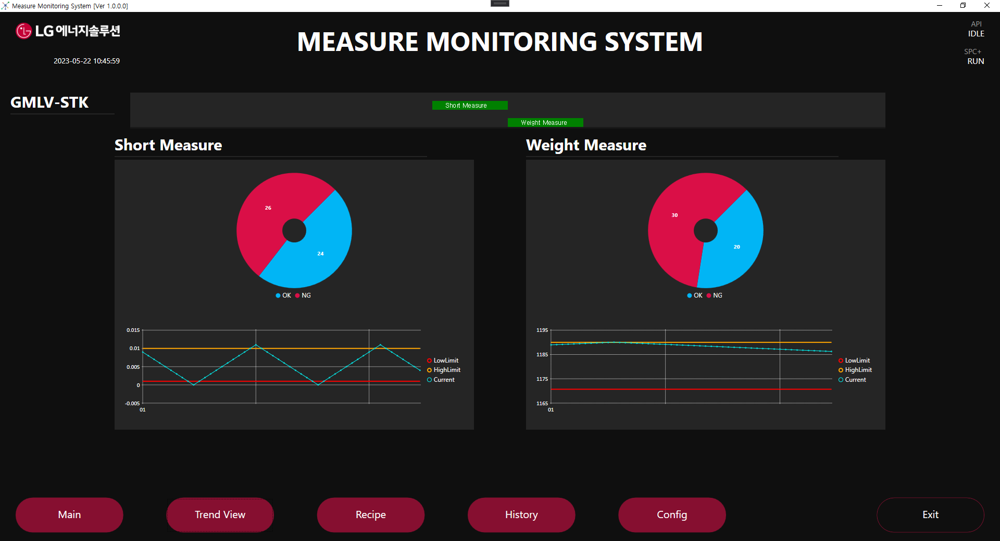 Measure Monitoring System [Ver 1.0.0.0]
LG 에너지솔루션
MEASURE MONITORING SYSTEM
API
IDLE
2023-05-22 10:45:59
SPC+
RUN
GMLV-STK
Short Measure
Weight Measure
Short Measure
26
24
OK NG
0.015
0.01
0.005
0
-0.005
01
LowLimit
HighLimit
Current
Weight Measure
30
20
OK NG
1195
1185
1175
1165
01
LowLimit
HighLimit
Current
Main
Trend View
Recipe
History
Config
Exit